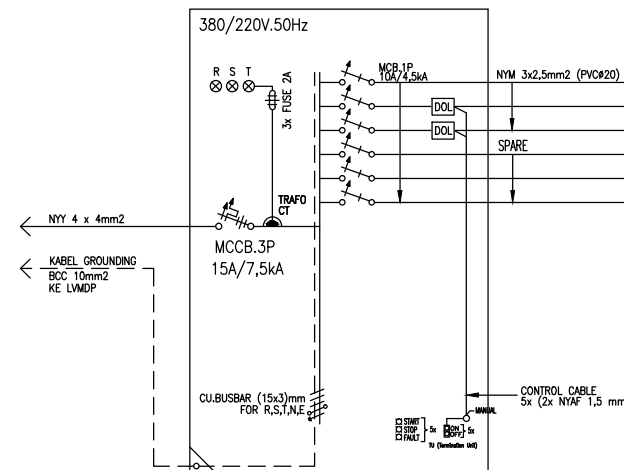 380/220V.50Hz
R S T
3x FUSE 2A
MCB.1P
10A/4,5kA
NYM 3x2,5mm2 (PVCø20)
DOL
DOL
SPARE
TRAFO
CT
NYY 4 x 4mm2
MCCB.3P
15A/7,5kA
KABEL GROUNDING
BCC 10mm2
KE LVMDP
CU.BUSBAR (15x3)mm
FOR R,S,T,N,E
CONTROL CABLE
5x (2x NYAF 1,5 mm
MANUAL
START
STOP
FAULT
5x
ON
OFF
5x
TU (Termination Unit)